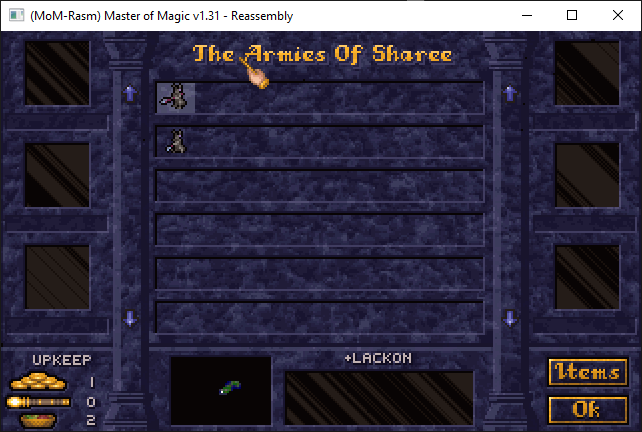 (MoM-Rasm) Master of Magic v1.31 - Reassembly
The Armies Of Sharee
UPKEEP
1
0
2
+LACKON
Items
Ok